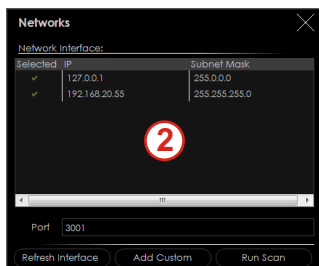 Networks
Network Interface:
Selected IP Subnet Mask
127.0.0.1 255.0.0.0
192.168.20.55 255.255.255.0
2
Port 3001
Refresh Interface Add Custom Run Scan